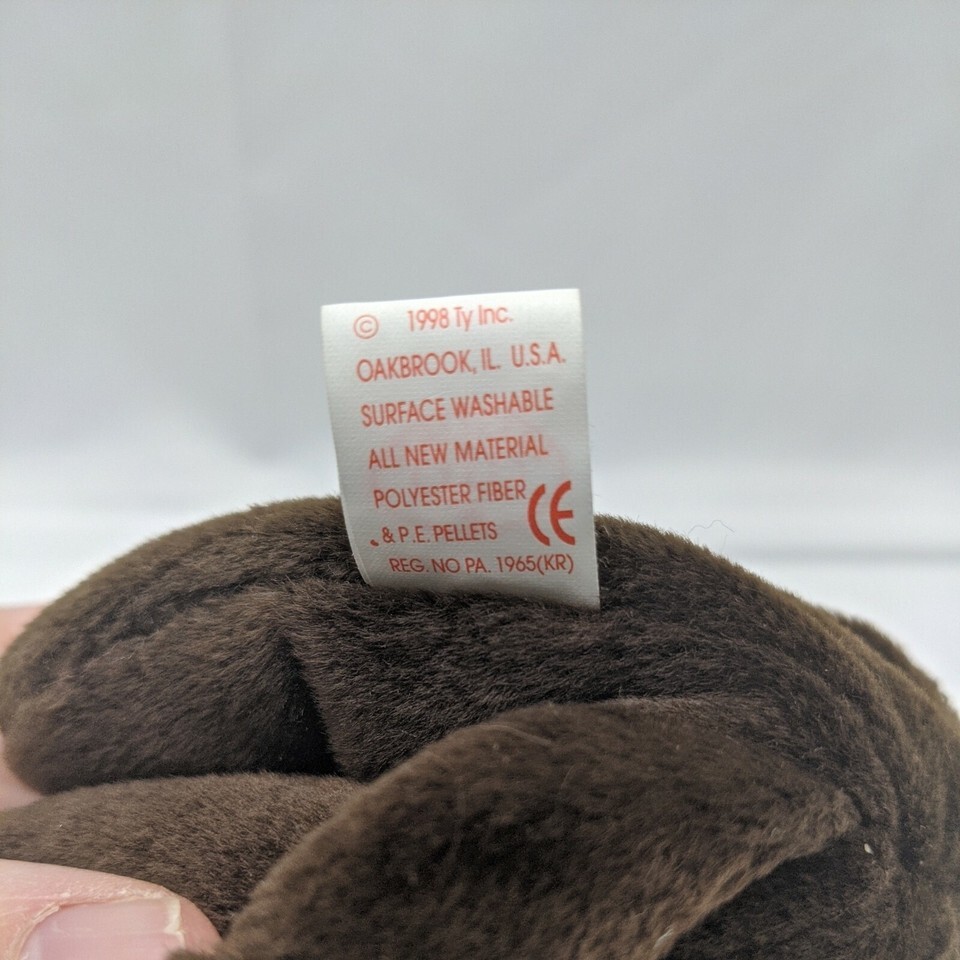 © 1998 Ty Inc.
OAKBROOK, IL. U.S.A.
SURFACE WASHABLE
ALL NEW MATERIAL
POLYESTER FIBER
& P.E. PELLETS CE
REG. NO PA. 1965(KR)